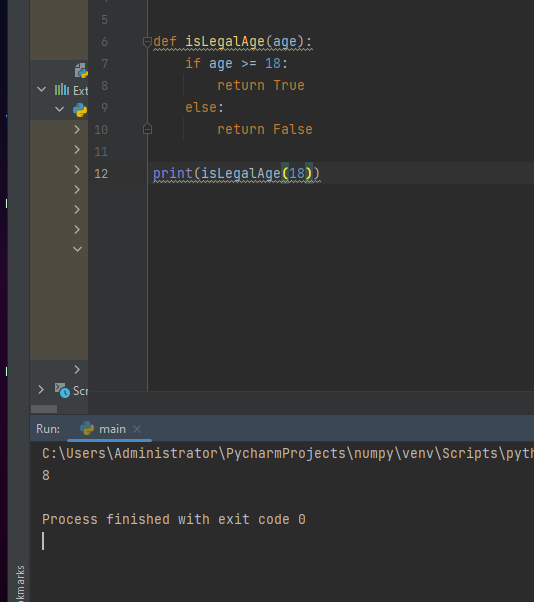 5
6 def isLegalAge(age):
7 if age >= 18:
8 return True
Ext
9 else:
10 return False
11
12 print(isLegalAge(18))
Scr
Run: main
C:\Users\Administrator\PycharmProjects\numpy\venv\Scripts\pyth
8
Process finished with exit code 0
kmarks